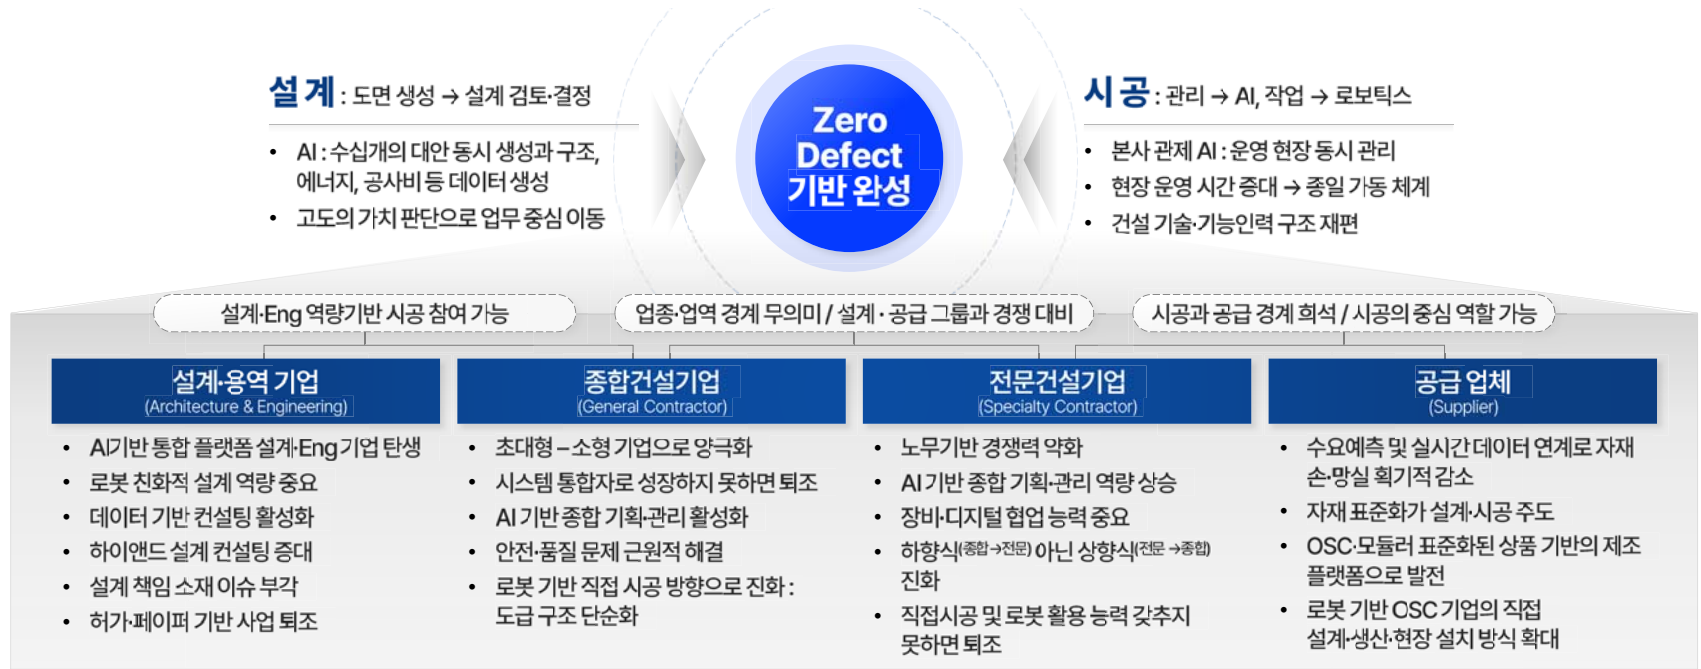 설계 : 도면 생성 → 설계 검토·결정
• AI : 수십개의 대안 동시 생성과 구조,
에너지, 공사비 등 데이터 생성
• 고도의 가치 판단으로 업무 중심 이동
Zero
Defect
기반 완성
시공 : 관리 → AI, 작업 → 로보틱스
• 본사 관제 AI : 운영 현장 동시 관리
• 현장 운영 시간 증대 → 종일 가동 체계
• 건설 기술·기능인력 구조 재편
설계·Eng 역량기반 시공 참여 가능
업종·업역 경계 무의미 / 설계 · 공급 그룹과 경쟁 대비
시공과 공급 경계 희석 / 시공의 중심 역할 가능
설계·용역 기업
(Architecture & Engineering)
• AI기반 통합 플랫폼 설계·Eng 기업 탄생
• 로봇 친화적 설계 역량 중요
• 데이터 기반 컨설팅 활성화
• 하이앤드 설계 컨설팅 증대
• 설계 책임 소재 이슈 부각
• 허가·페이퍼 기반 사업 퇴조
종합건설기업
(General Contractor)
• 초대형 – 소형 기업으로 양극화
• 시스템 통합자로 성장하지 못하면 퇴조
• AI 기반 종합 기획·관리 활성화
• 안전·품질 문제 근원적 해결
• 로봇 기반 직접 시공 방향으로 진화 :
도급 구조 단순화
전문건설기업
(Specialty Contractor)
• 노무기반 경쟁력 약화
• AI 기반 종합 기획·관리 역량 상승
• 장비·디지털 협업 능력 중요
• 하향식(종합→전문) 아닌 상향식(전문 →종합)
진화
• 직접시공 및 로봇 활용 능력 갖추지
못하면 퇴조
공급 업체
(Supplier)
• 수요예측 및 실시간 데이터 연계로 자재
손·망실 획기적 감소
• 자재 표준화가 설계·시공 주도
• OSC·모듈러 표준화된 상품 기반의 제조
플랫폼으로 발전
• 로봇 기반 OSC 기업의 직접
설계·생산·현장 설치 방식 확대